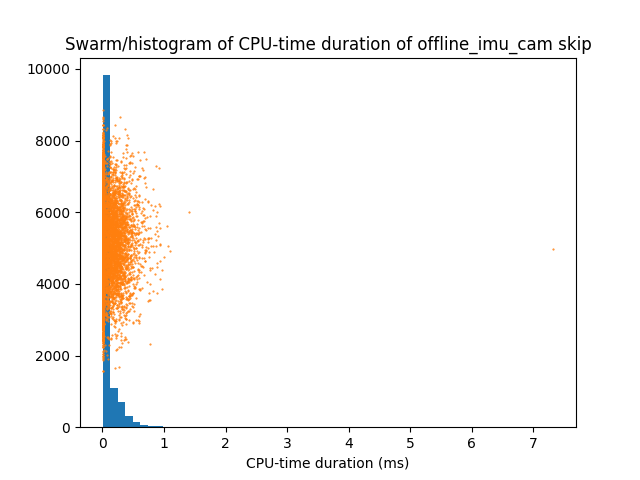 Swarm/histogram of CPU-time duration of offline_imu_cam skip
10000
8000
6000
4000
2000
0
0 1 2 3 4 5 6 7
CPU-time duration (ms)